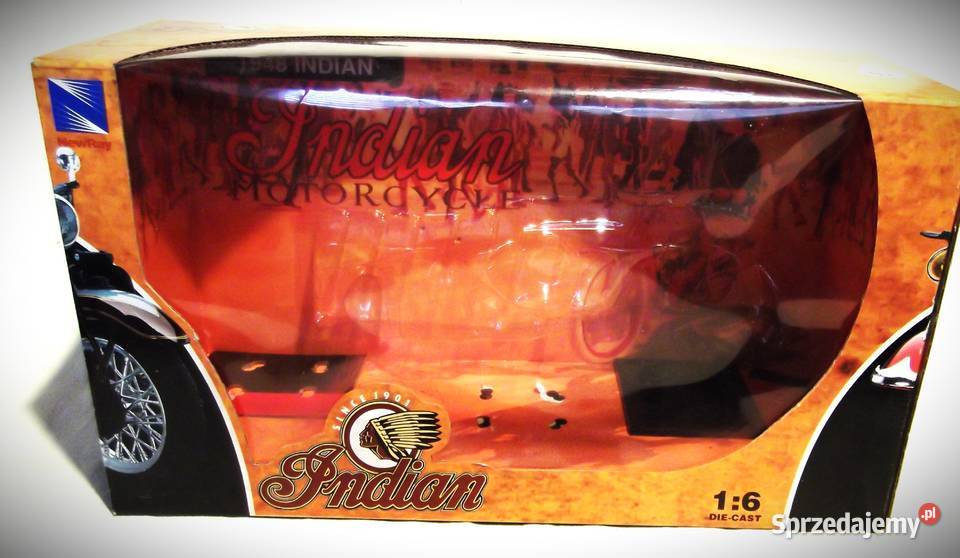 1948 INDIAN
NewRay
Indian
MOTORCYCLE
SINCE 1901
Indian
1:6
DIE-CAST
Sprzedajemy.pl